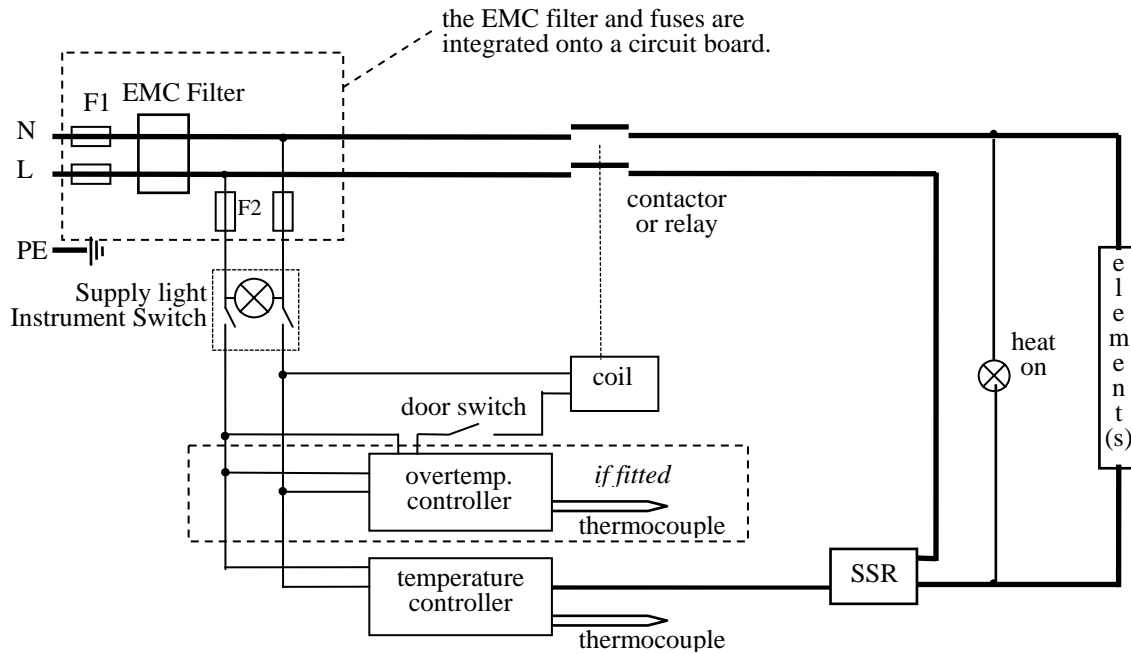 the EMC filter and fuses are
integrated onto a circuit board.
F1
EMC Filter
N
L
F2
PE
contactor
or relay
Supply light
Instrument Switch
coil
heat
on
element(s)
door switch
overtemp.
controller
if fitted
thermocouple
temperature
controller
SSR
thermocouple